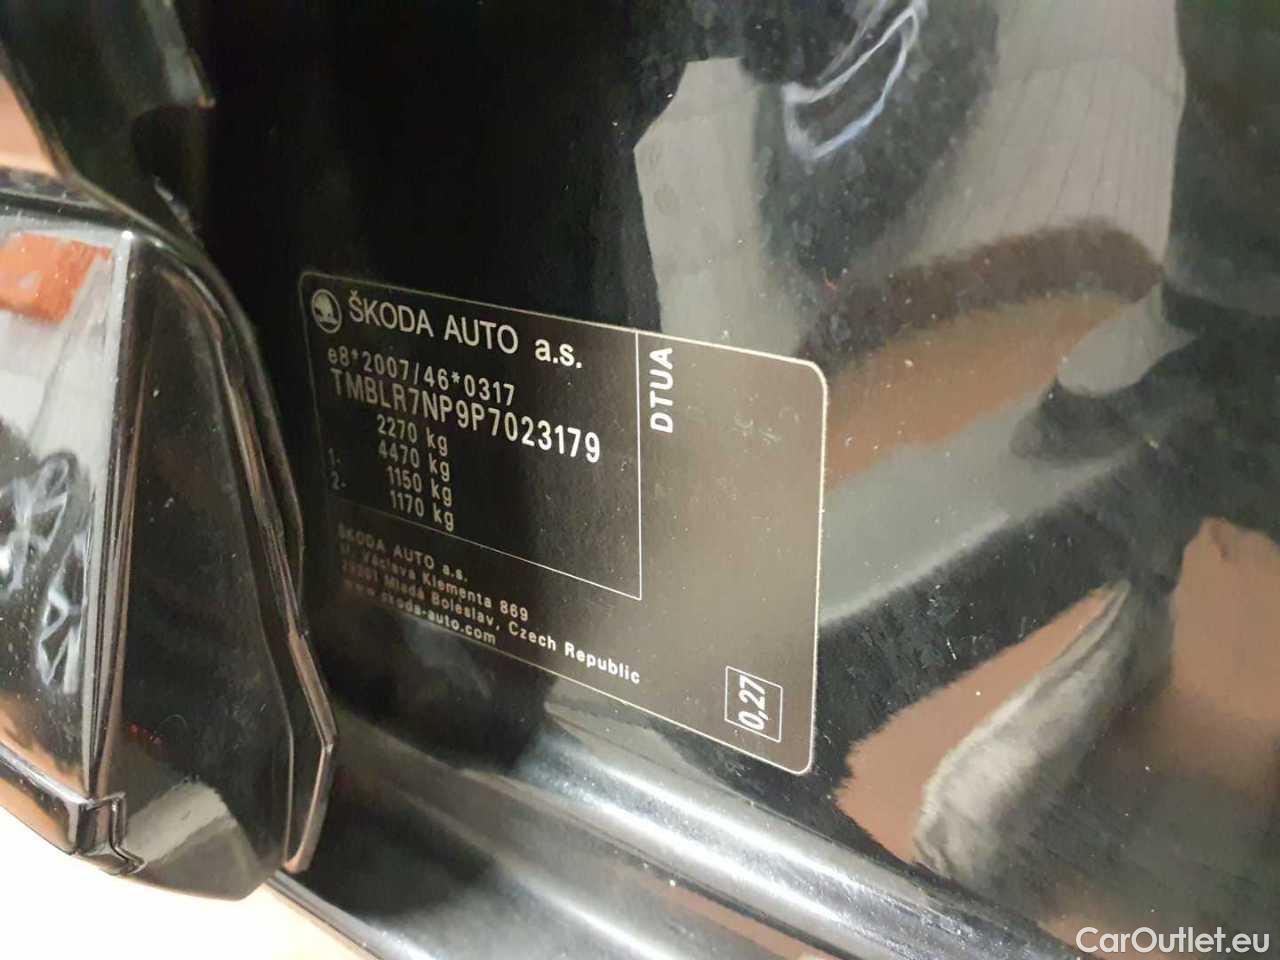 ŠKODA AUTO a.s.
e8*2007/46*0317
TMBLR7NP9P7023179
2270 kg
4470 kg
1- 1150 kg
2- 1170 kg
DTUA
ŠKODA AUTO a.s.
tř. Václava Klementa 869
29301 Mladá Boleslav, Czech Republic
www.skoda-auto.com
0,27
CarOutlet.eu